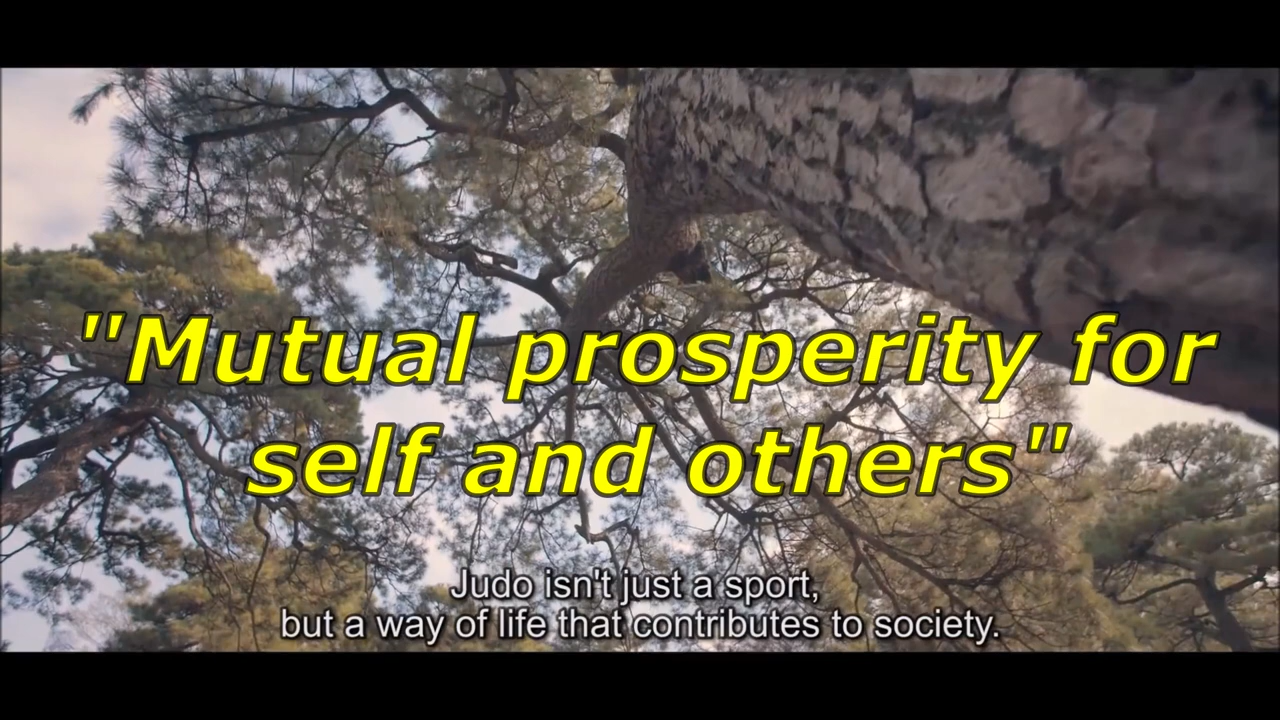 "Mutual prosperity for
self and others"
Judo isn't just a sport,
but a way of life that contributes to society.